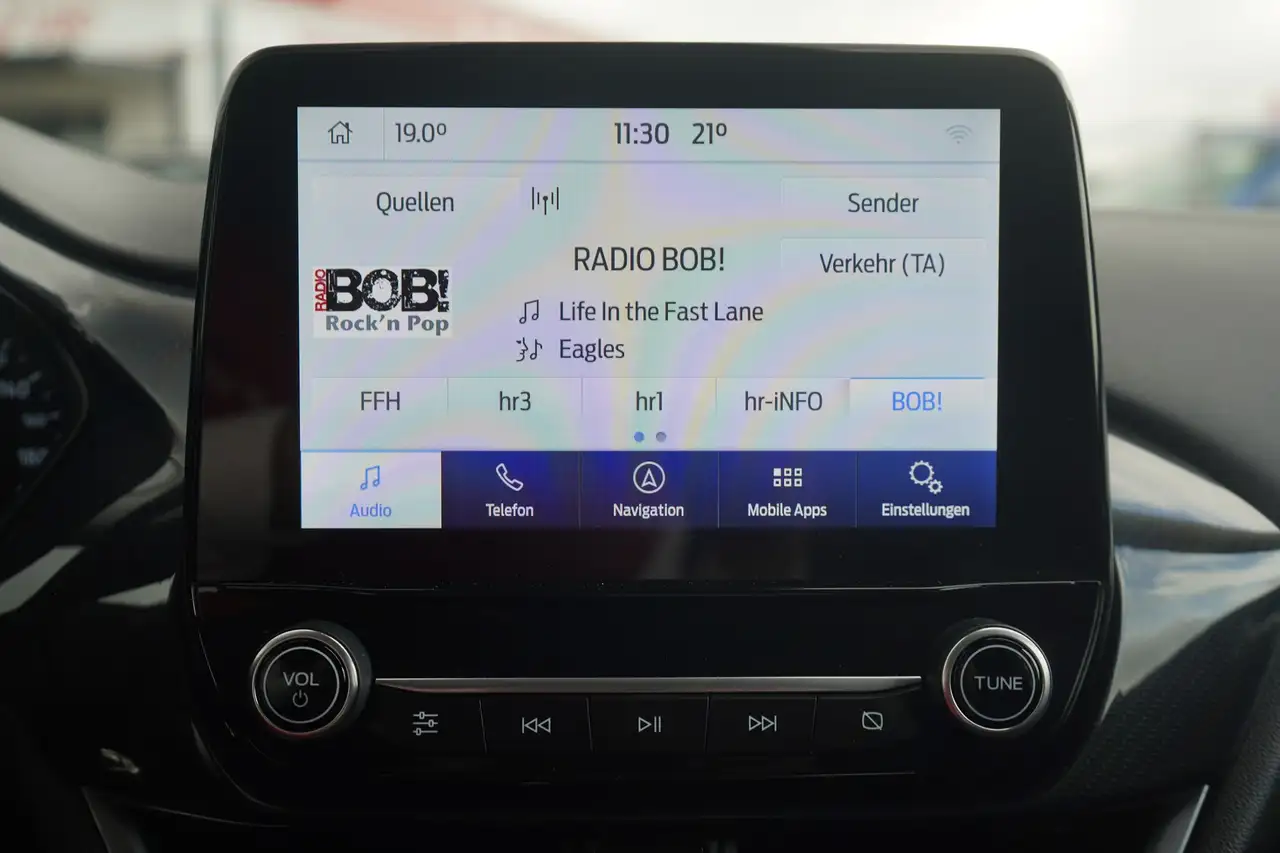 19.0° 11:30 21°
Quellen Sender
RADIO BOB! Verkehr (TA)
RADIO BOB!
Rock'n Pop
Life In the Fast Lane
Eagles
FFH hr3 hr1 hr-iNFO BOB!
Audio Telefon Navigation Mobile Apps Einstellungen
VOL TUNE